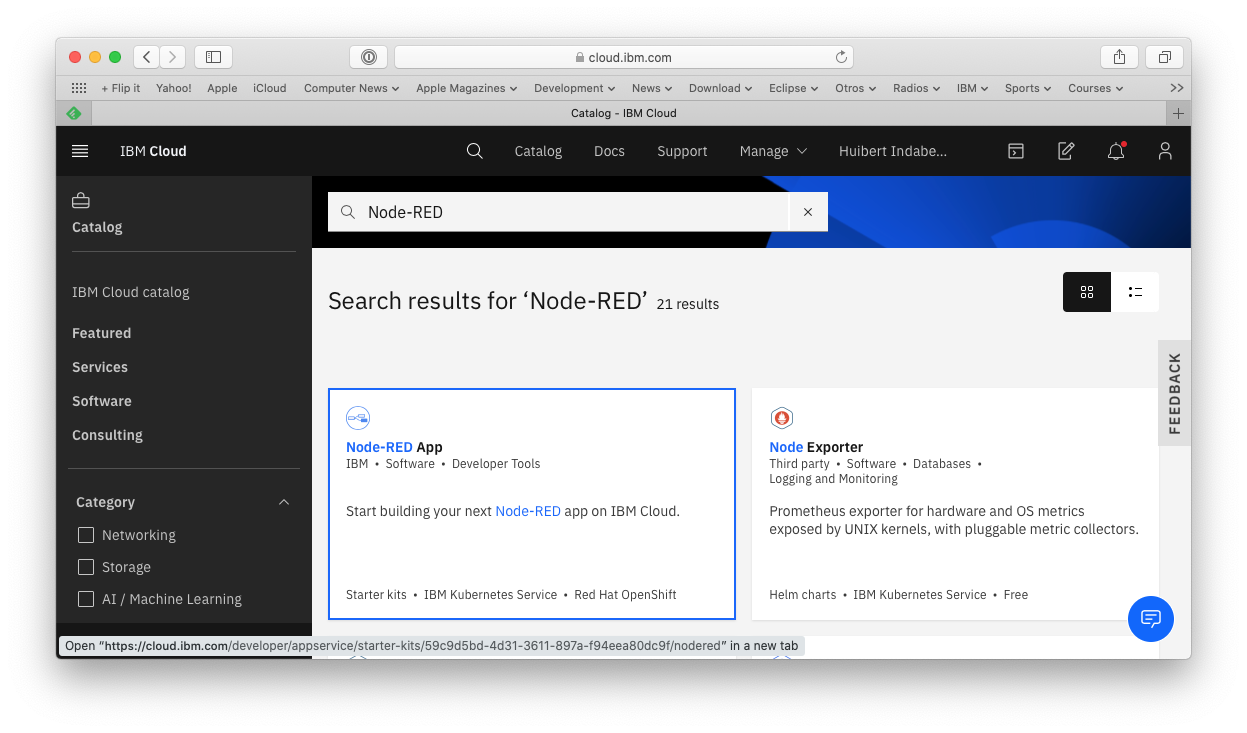 cloud.ibm.com
+ Flip it Yahoo! Apple iCloud Computer News Apple Magazines Development News Download Eclipse Otros Radios IBM Sports Courses >>
Catalog - IBM Cloud
IBM Cloud Catalog Docs Support Manage Huibert Indabe...
Catalog
IBM Cloud catalog
Featured
Services
Software
Consulting
Category
Networking
Storage
AI / Machine Learning
Node-RED
Search results for ‘Node-RED’ 21 results
Node-RED App
IBM • Software • Developer Tools
Start building your next Node-RED app on IBM Cloud.
Starter kits • IBM Kubernetes Service • Red Hat OpenShift
Node Exporter
Third party • Software • Databases •
Logging and Monitoring
Prometheus exporter for hardware and OS metrics
exposed by UNIX kernels, with pluggable metric collectors.
Helm charts • IBM Kubernetes Service • Free
FEEDBACK
Open “https://cloud.ibm.com/developer/appservice/starter-kits/59c9d5bd-4d31-3611-897a-f94eea80dc9f/nodered” in a new tab